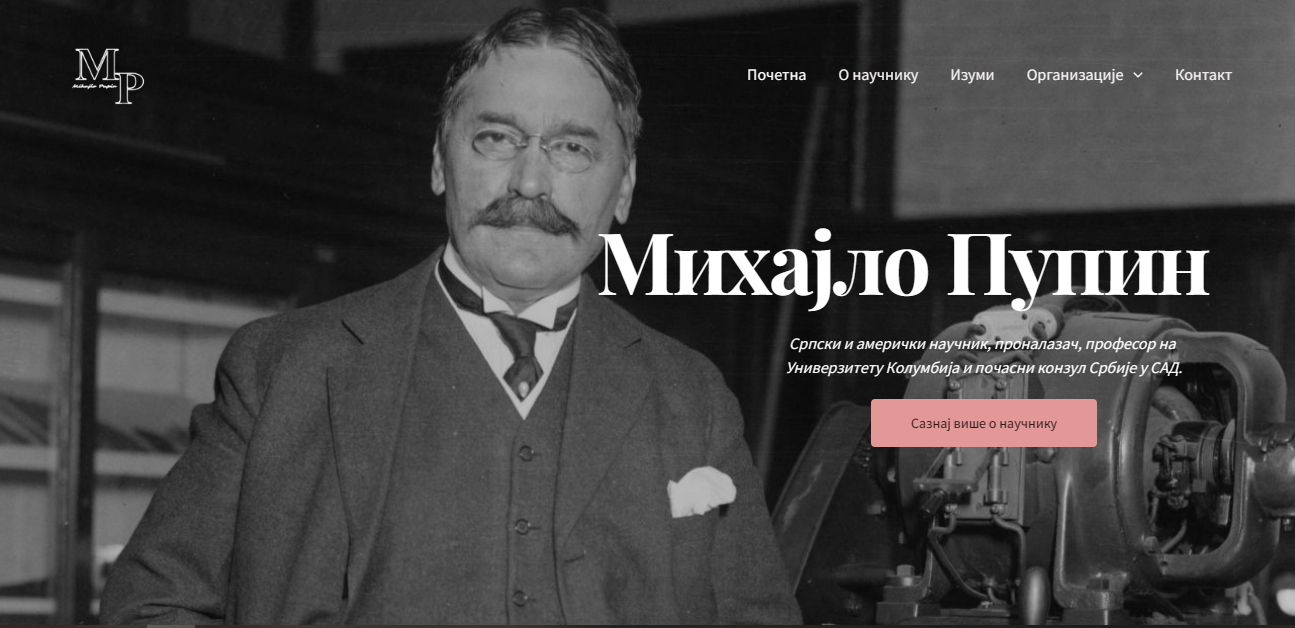 MP
Mihajlo Pupin
Почетна О научнику Изуми Организације Контакт
Михајло Пупин
Српски и амерички научник, проналазач, професор на
Универзитету Колумбија и почасни конзул Србије у САД.
Сазнај више о научнику